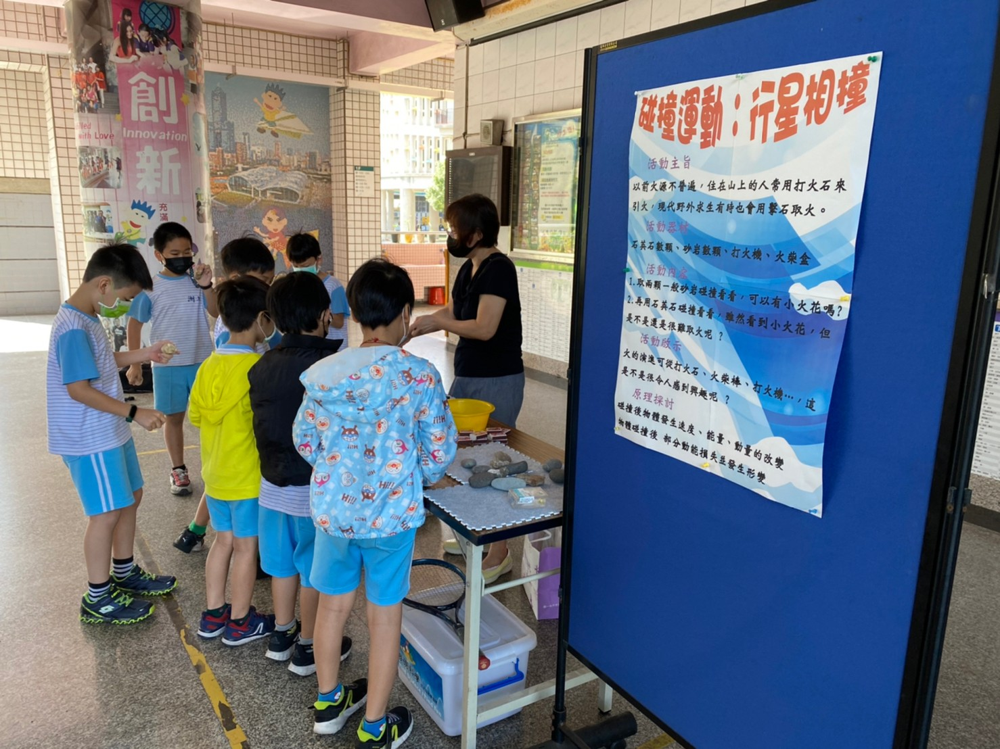 創
Innovation
新
充滿
filled
with Love
碰撞運動：行星相撞
活動主旨
以前火源不普遍，住在山上的人常用打火石來
引火，現代野外求生有時也會用擊石取火。
活動器材
石英石數顆、砂岩數顆、打火機、火柴盒
活動內容
1.取兩顆一般砂岩碰撞看看，可以有小火花嗎？
2.再用石英石碰撞看看，雖然看到小火花，但
是不是還是很難取火呢？
活動啟示
火的演進可從打火石、火柴棒、打火機…，這
是不是很令人感到興趣呢？
原理探討
碰撞後物體發生速度、能量、動量的改變
物體碰撞後 部分動能損失並發生形變
Hi!!